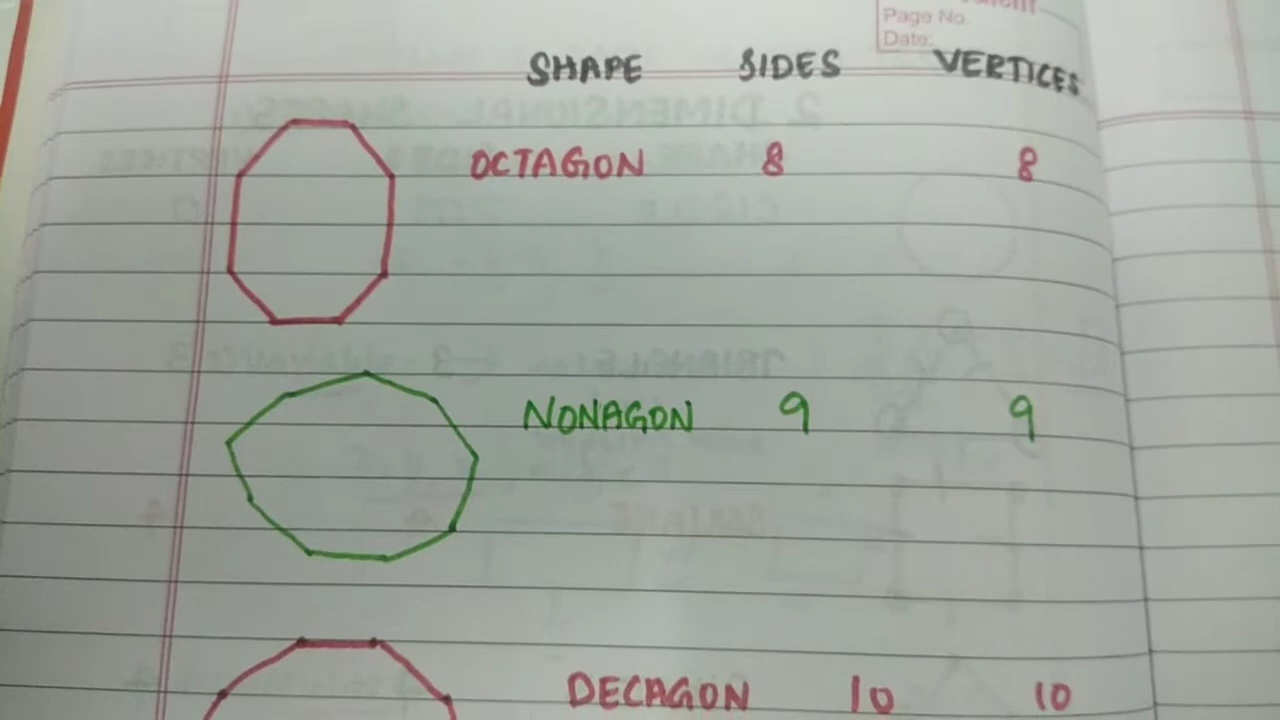 Page No.
Date:
SHAPE SIDES VERTICES
OCTAGON 8 8
NONAGON 9 9
DECAGON 10 10